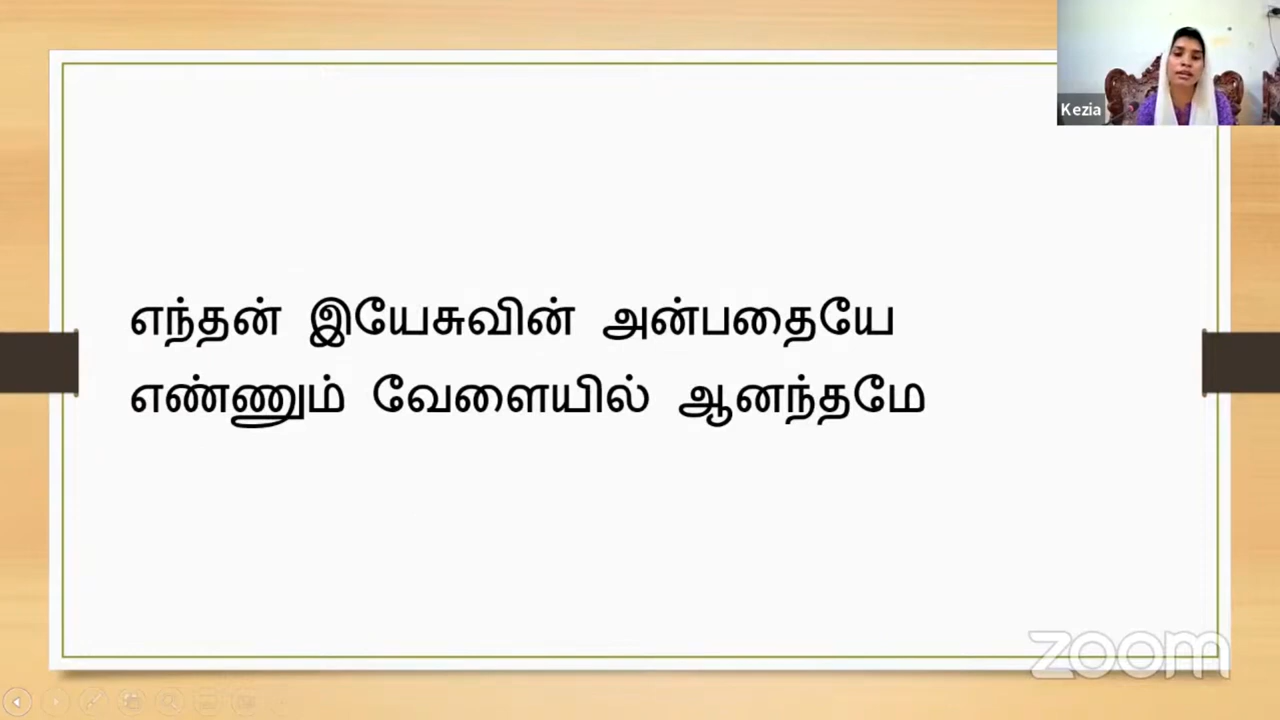 Kezia
எந்தன் இயேசுவின் அன்பதையே
எண்ணும் வேளையில் ஆனந்தமே
zoom